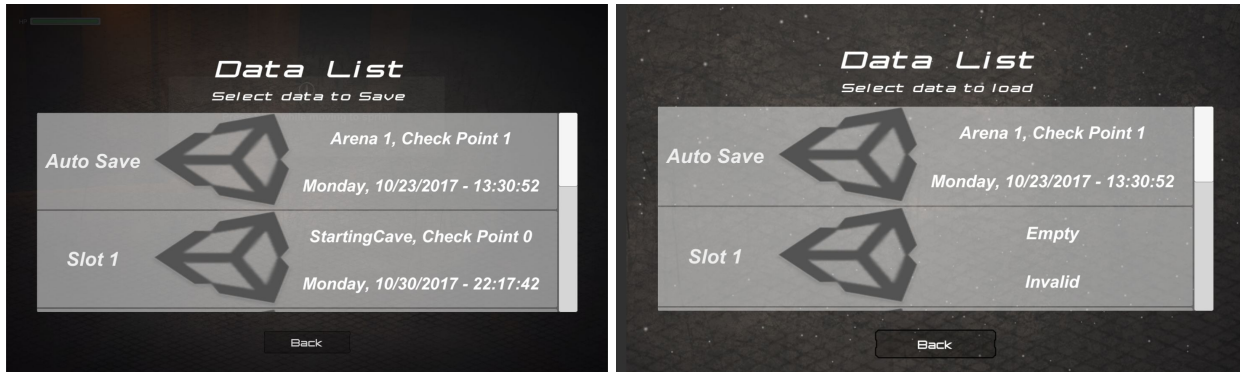 Data List
Select data to Save
Auto Save
Arena 1, Check Point 1
Monday, 10/23/2017 - 13:30:52
Slot 1
StartingCave, Check Point 0
Monday, 10/30/2017 - 22:17:42
Back
Data List
Select data to load
Auto Save
Arena 1, Check Point 1
Monday, 10/23/2017 - 13:30:52
Slot 1
Empty
Invalid
Back